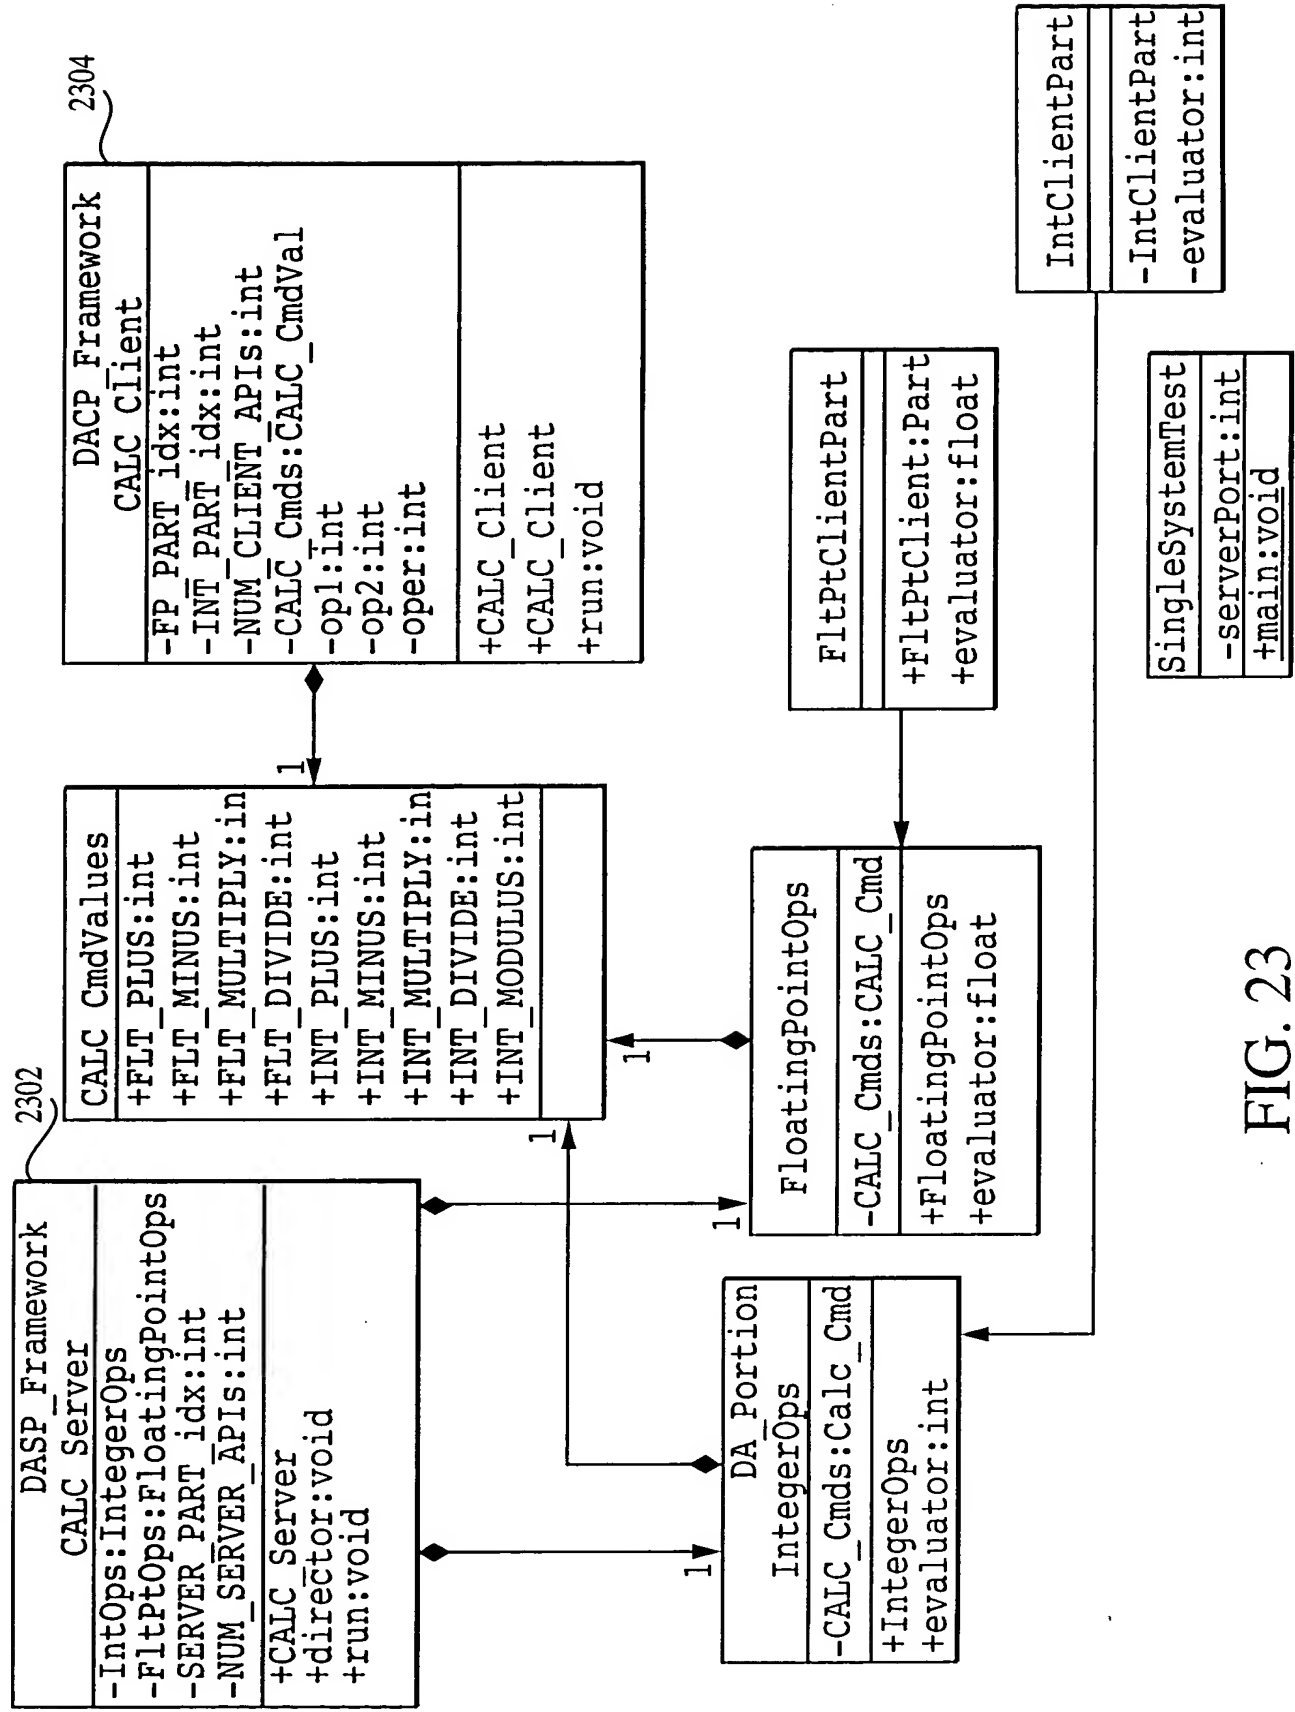 2302
DASP_Framework
CALC_Server
-IntOps:IntegerOps
-FltPtOps:FloatingPointOps
-SERVER_PART_idx:int
-NUM_SERVER_APIs:int
+CALC_Server
+director:void
+run:void
CALC_CmdValues
+FLT_PLUS:int
+FLT_MINUS:int
+FLT_MULTIPLY:in
+FLT_DIVIDE:int
+INT_PLUS:int
+INT_MINUS:int
+INT_MULTIPLY:in
+INT_DIVIDE:int
+INT_MODULUS:int
2304
DACP_Framework
CALC_Client
-FP_PART_idx:int
-INT_PART_idx:int
-NUM_CLIENT_APIs:int
-CALC_Cmds:CALC_CmdVal
-op1:int
-op2:int
-oper:int
+CALC_Client
+CALC_Client
+run:void
1
1
1
1
1
DA_Portion
IntegerOps
-CALC_Cmds:Calc_Cmd
+IntegerOps
+evaluator:int
FloatingPointOps
-CALC_Cmds:CALC_Cmd
+FloatingPointOps
+evaluator:float
FltPtClientPart
+FltPtClient:Part
+evaluator:float
IntClientPart
-IntClientPart
-evaluator:int
SingleSystemTest
-serverPort:int
+main:void
FIG. 23